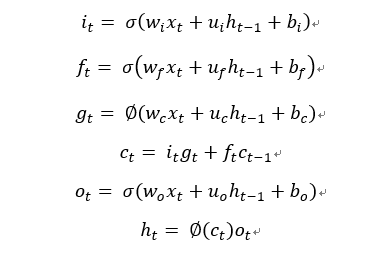 i_t = σ(w_i x_t + u_i h_{t−1} + b_i)↵
f_t = σ(w_f x_t + u_f h_{t−1} + b_f)↵
g_t = Ø(w_c x_t + u_c h_{t−1} + b_c)↵
c_t = i_t g_t + f_t c_{t−1}↵
o_t = σ(w_o x_t + u_o h_{t−1} + b_o)↵
h_t = Ø(c_t)o_t↵